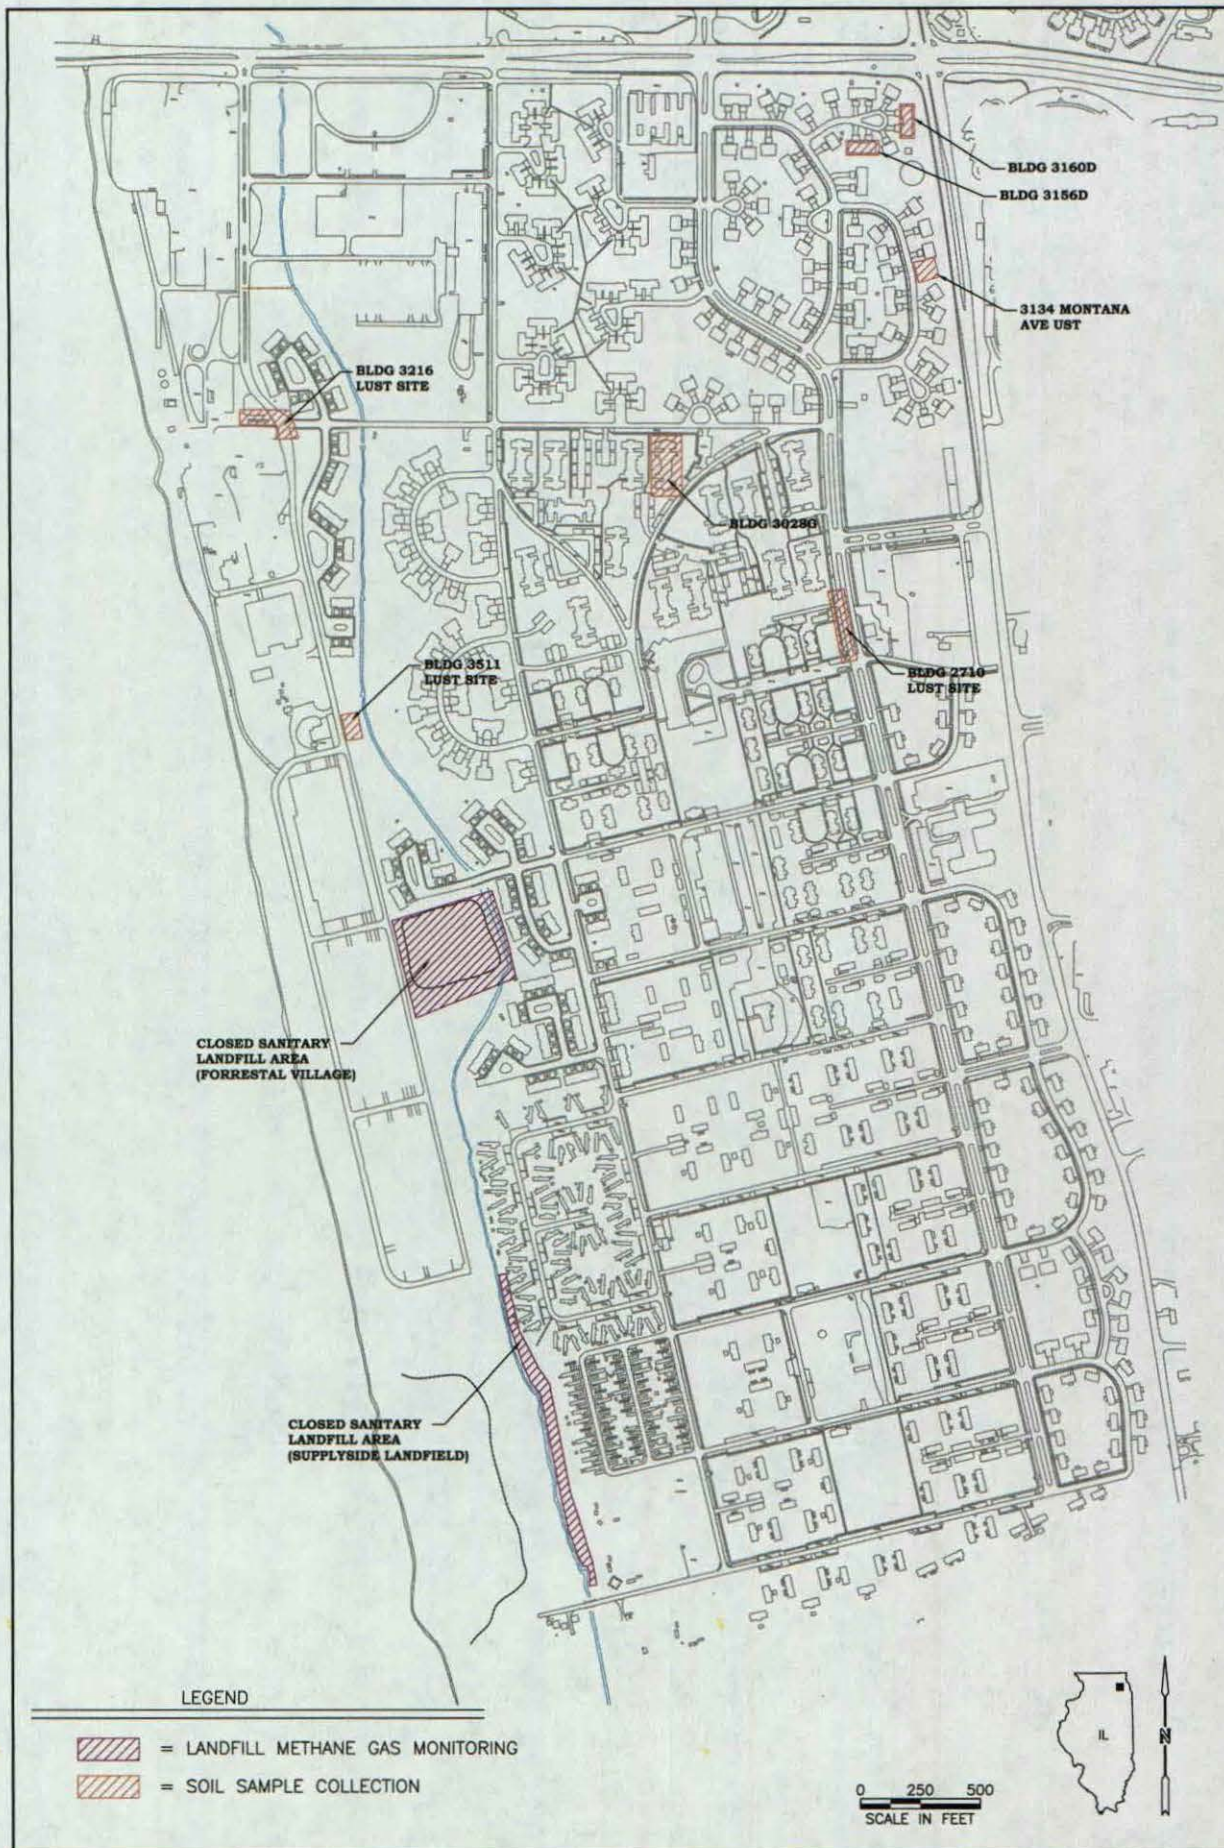 BLDG 3160D
BLDG 3156D
3134 MONTANA
AVE UST
BLDG 3216
LUST SITE
BLDG 3028G
BLDG 3511
LUST SITE
BLDG 2710
LUST SITE
CLOSED SANITARY
LANDFILL AREA
(FORRESTAL VILLAGE)
CLOSED SANITARY
LANDFILL AREA
(SUPPLYSIDE LANDFIELD)
LEGEND
= LANDFILL METHANE GAS MONITORING
= SOIL SAMPLE COLLECTION
IL
N
0 250 500
SCALE IN FEET